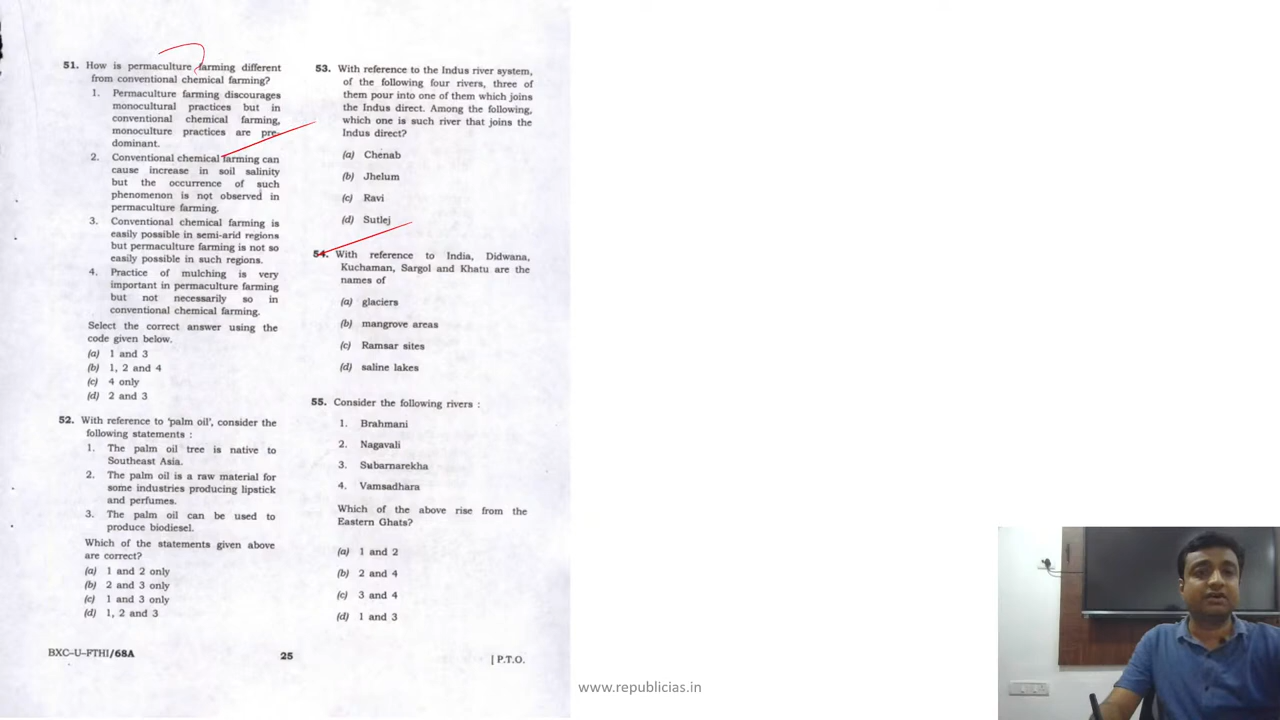 51. How is permaculture farming different
from conventional chemical farming?
1. Permaculture farming discourages
monocultural practices but in
conventional chemical farming,
monoculture practices are pre-
dominant.
2. Conventional chemical farming can
cause increase in soil salinity
but the occurrence of such
phenomenon is not observed in
permaculture farming.
3. Conventional chemical farming is
easily possible in semi-arid regions
but permaculture farming is not so
easily possible in such regions.
4. Practice of mulching is very
important in permaculture farming
but not necessarily so in
conventional chemical farming.
Select the correct answer using the
code given below.
(a) 1 and 3
(b) 1, 2 and 4
(c) 4 only
(d) 2 and 3
52. With reference to 'palm oil', consider the
following statements :
1. The palm oil tree is native to
Southeast Asia.
2. The palm oil is a raw material for
some industries producing lipstick
and perfumes.
3. The palm oil can be used to
produce biodiesel.
Which of the statements given above
are correct?
(a) 1 and 2 only
(b) 2 and 3 only
(c) 1 and 3 only
(d) 1, 2 and 3
53. With reference to the Indus river system,
of the following four rivers, three of
them pour into one of them which joins
the Indus direct. Among the following,
which one is such river that joins the
Indus direct?
(a) Chenab
(b) Jhelum
(c) Ravi
(d) Sutlej
54. With reference to India, Didwana,
Kuchaman, Sargol and Khatu are the
names of
(a) glaciers
(b) mangrove areas
(c) Ramsar sites
(d) saline lakes
55. Consider the following rivers :
1. Brahmani
2. Nagavali
3. Subarnarekha
4. Vamsadhara
Which of the above rise from the
Eastern Ghats?
(a) 1 and 2
(b) 2 and 4
(c) 3 and 4
(d) 1 and 3
BXC-U-FTHI/68A
25
[ P.T.O.
www.republicias.in